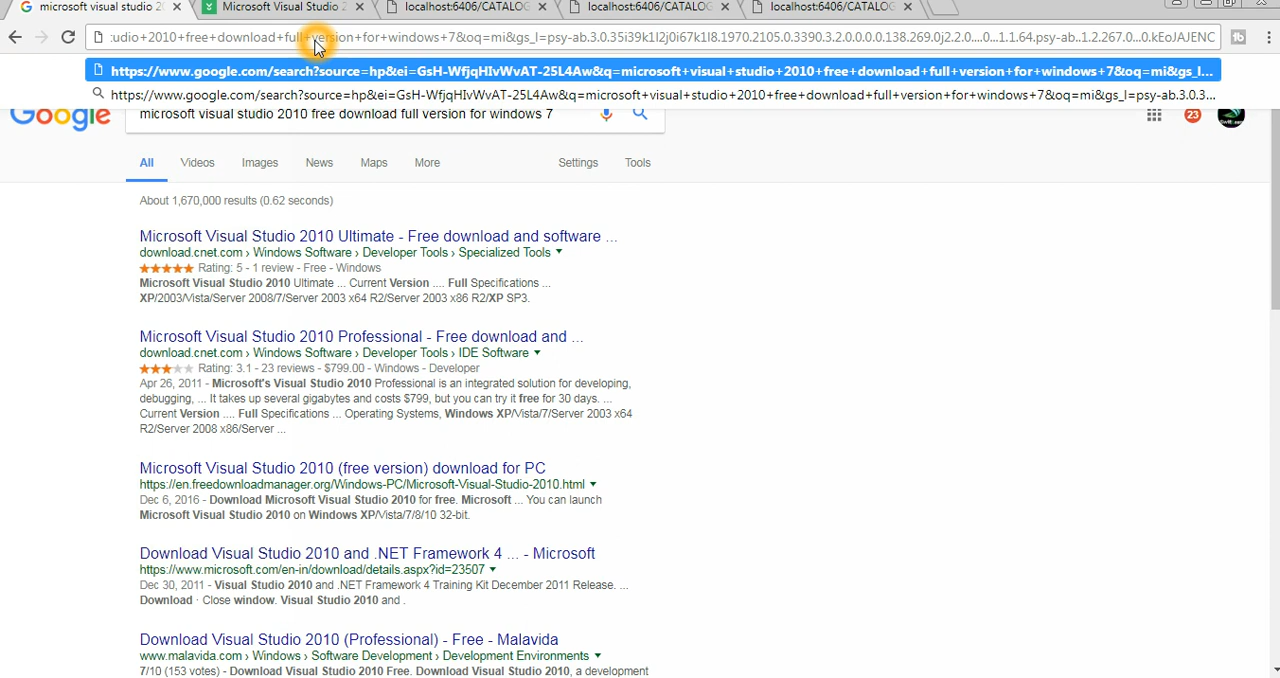 microsoft visual studio 2 Microsoft Visual Studio 2 localhost:6406/CATALOG localhost:6406/CATALOG localhost:6406/CATALOG
:udio+2010+free+download+full+version+for+windows+7&oq=mi&gs_l=psy-ab.3.0.35i39k1l2j0i67k1l8.1970.2105.0.3390.3.2.0.0.0.0.138.269.0j2.2.0....0...1.1.64.psy-ab..1.2.267.0...0.kEoJAJENC
https://www.google.com/search?source=hp&ei=GsH-WfjqHIvWvAT-25L4Aw&q=microsoft+visual+studio+2010+free+download+full+version+for+windows+7&oq=mi&gs_l...
https://www.google.com/search?source=hp&ei=GsH-WfjqHIvWvAT-25L4Aw&q=microsoft+visual+studio+2010+free+download+full+version+for+windows+7&oq=mi&gs_l=psy-ab.3.0.3...
Google microsoft visual studio 2010 free download full version for windows 7 23
All Videos Images News Maps More Settings Tools
About 1,670,000 results (0.62 seconds)
Microsoft Visual Studio 2010 Ultimate - Free download and software ...
download.cnet.com › Windows Software › Developer Tools › Specialized Tools
Rating: 5 - 1 review - Free - Windows
Microsoft Visual Studio 2010 Ultimate ... Current Version .... Full Specifications ...
XP/2003/Vista/Server 2008/7/Server 2003 x64 R2/Server 2003 x86 R2/XP SP3.
Microsoft Visual Studio 2010 Professional - Free download and ...
download.cnet.com › Windows Software › Developer Tools › IDE Software
Rating: 3.1 - 23 reviews - $799.00 - Windows - Developer
Apr 26, 2011 - Microsoft's Visual Studio 2010 Professional is an integrated solution for developing,
debugging, ... It takes up several gigabytes and costs $799, but you can try it free for 30 days. ...
Current Version .... Full Specifications ... Operating Systems, Windows XP/Vista/7/Server 2003 x64
R2/Server 2008 x86/Server ...
Microsoft Visual Studio 2010 (free version) download for PC
https://en.freedownloadmanager.org/Windows-PC/Microsoft-Visual-Studio-2010.html
Dec 6, 2016 - Download Microsoft Visual Studio 2010 for free. Microsoft ... You can launch
Microsoft Visual Studio 2010 on Windows XP/Vista/7/8/10 32-bit.
Download Visual Studio 2010 and .NET Framework 4 ... - Microsoft
https://www.microsoft.com/en-in/download/details.aspx?id=23507
Dec 30, 2011 - Visual Studio 2010 and .NET Framework 4 Training Kit December 2011 Release. ...
Download · Close window. Visual Studio 2010 and .
Download Visual Studio 2010 (Professional) - Free - Malavida
www.malavida.com › Windows › Software Development › Development Environments
7/10 (153 votes) - Download Visual Studio 2010 Free. Download Visual Studio 2010, a development